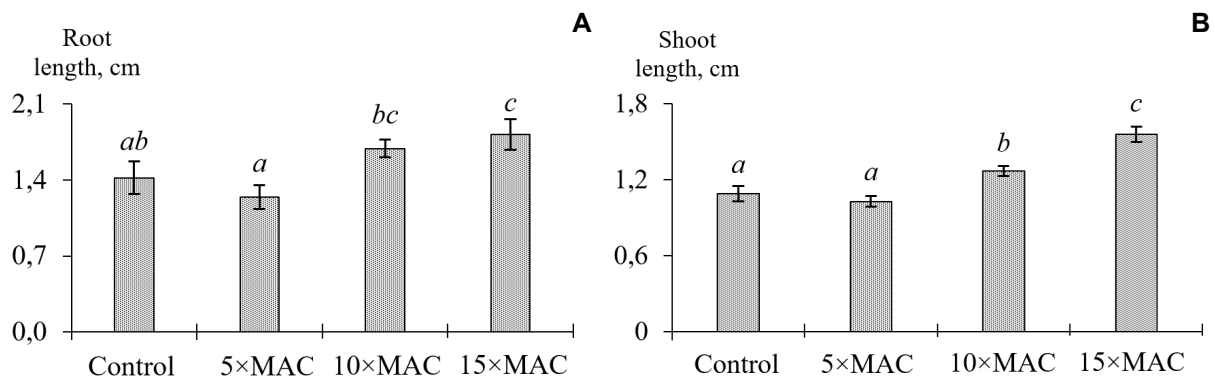 A
Root
length, cm
2,1
1,4
0,7
0,0
ab
a
bc
c
Control
5×MAC
10×MAC
15×MAC
B
Shoot
length, cm
1,8
1,2
0,6
0
a
a
b
c
Control
5×MAC
10×MAC
15×MAC